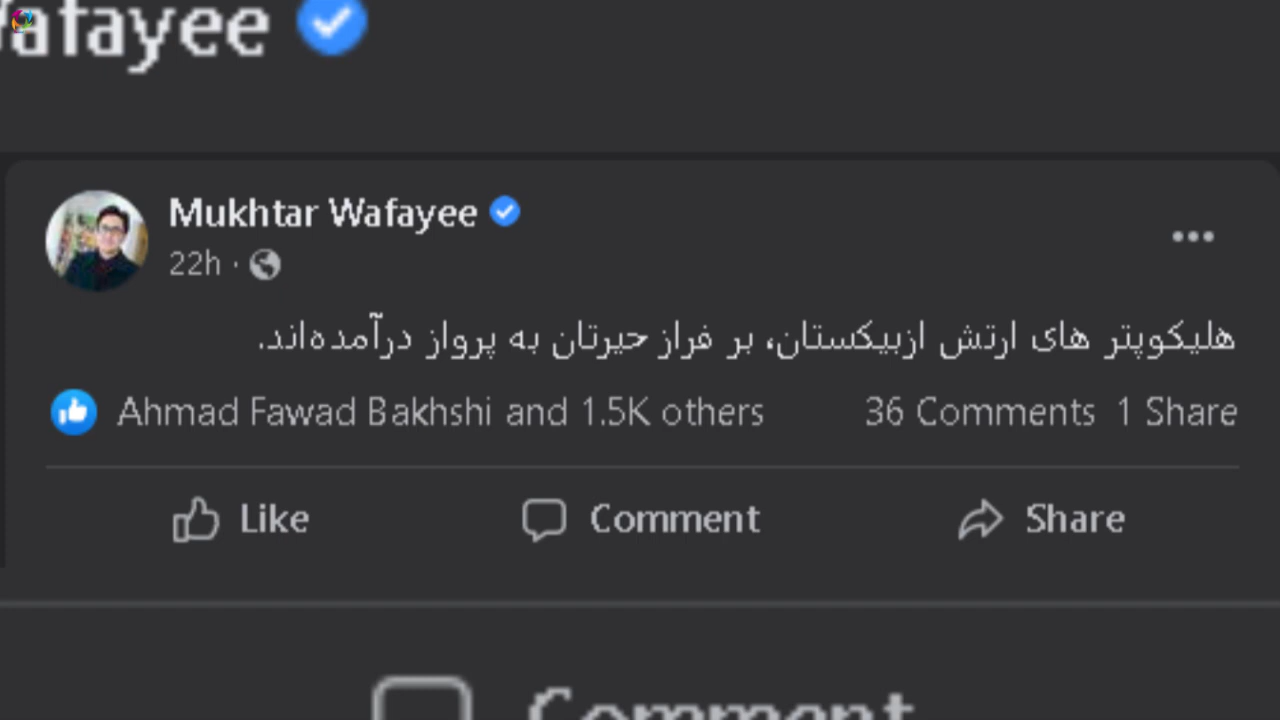 Wafayee
Mukhtar Wafayee
22h ·
هلیکوپتر های ارتش ازبیکستان، بر فراز حیرتان به پرواز درآمده‌اند.
Ahmad Fawad Bakhshi and 1.5K others 36 Comments 1 Share
Like Comment Share
Comment